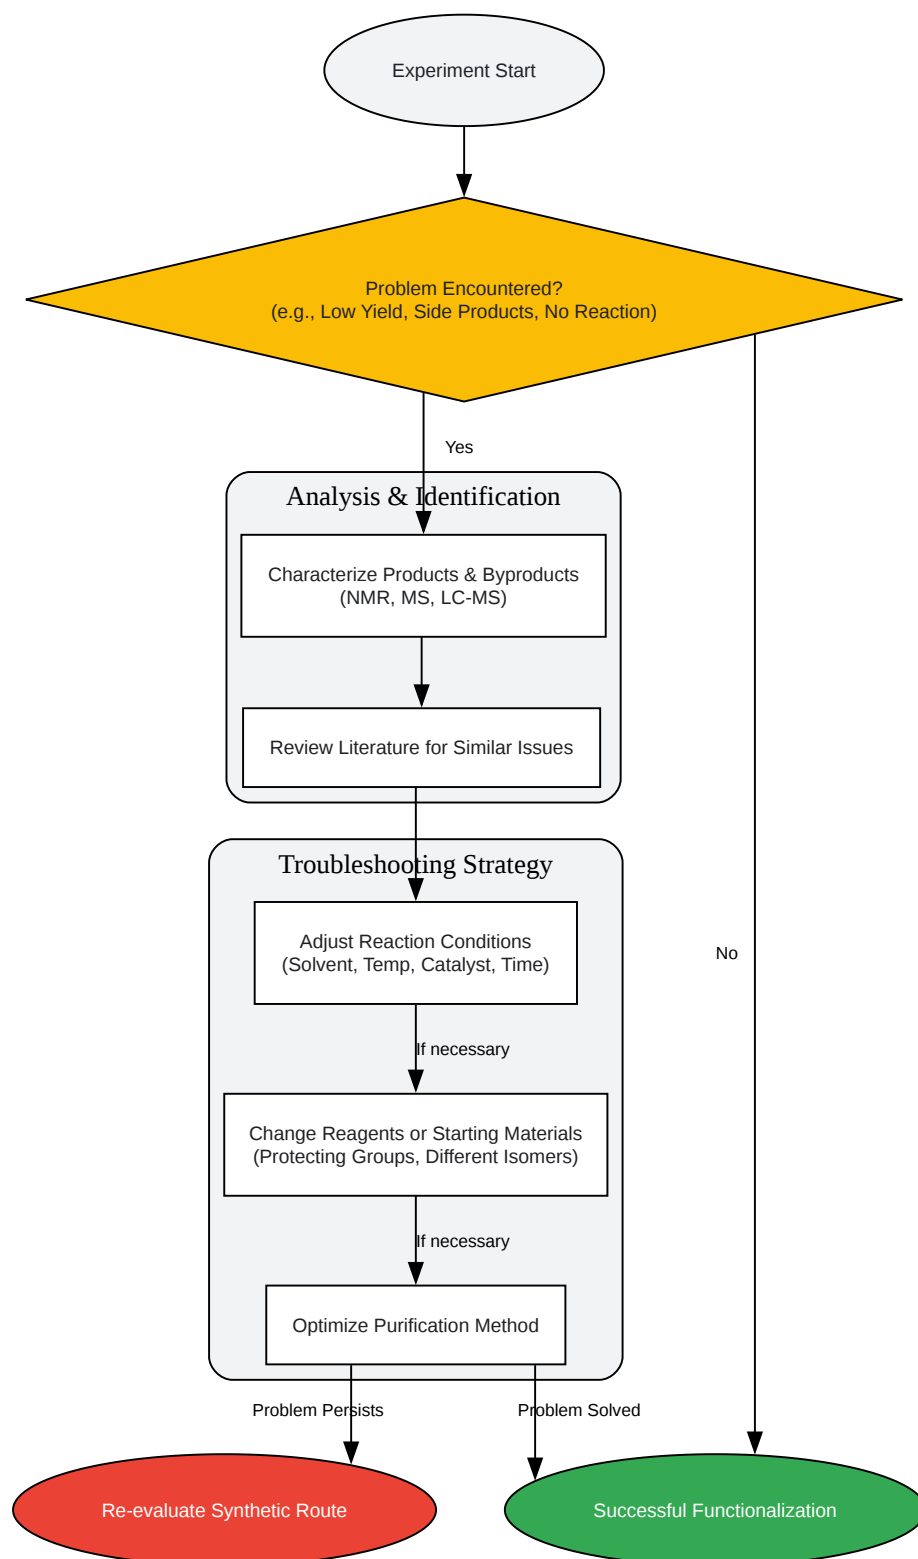 Experiment Start
Problem Encountered?
(e.g., Low Yield, Side Products, No Reaction)
Yes
Analysis & Identification
Characterize Products & Byproducts
(NMR, MS, LC-MS)
Review Literature for Similar Issues
Troubleshooting Strategy
Adjust Reaction Conditions
(Solvent, Temp, Catalyst, Time)
No
If necessary
Change Reagents or Starting Materials
(Protecting Groups, Different Isomers)
If necessary
Optimize Purification Method
Problem Persists
Problem Solved
Re-evaluate Synthetic Route
Successful Functionalization